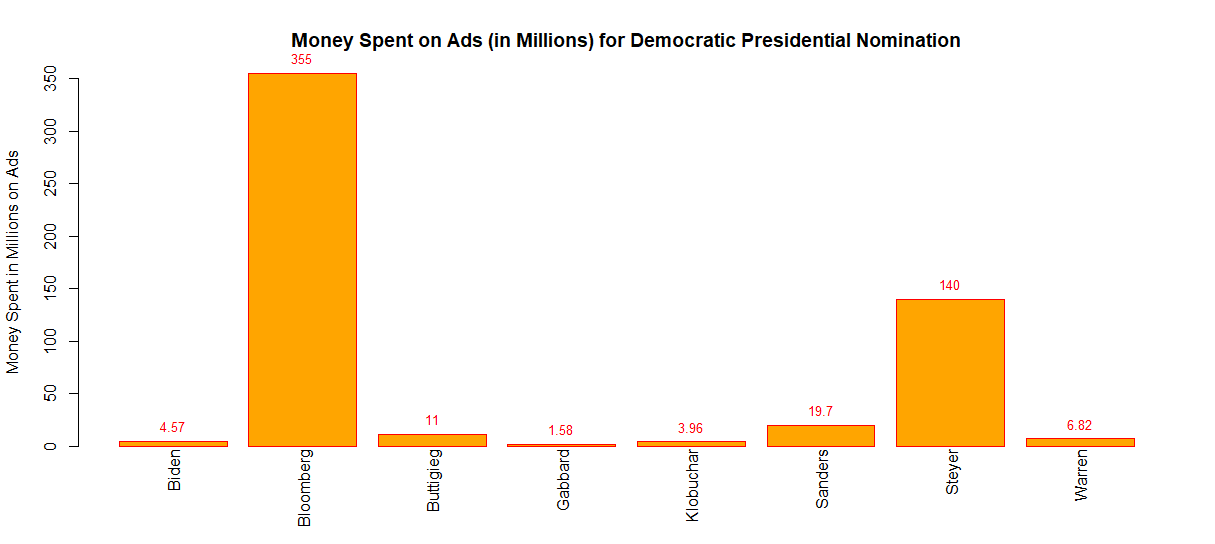 Money Spent on Ads (in Millions) for Democratic Presidential Nomination
Money Spent in Millions on Ads
350
300
250
200
150
100
50
0
4.57
355
11
1.58
3.96
19.7
140
6.82
Biden
Bloomberg
Buttigieg
Gabbard
Klobuchar
Sanders
Steyer
Warren